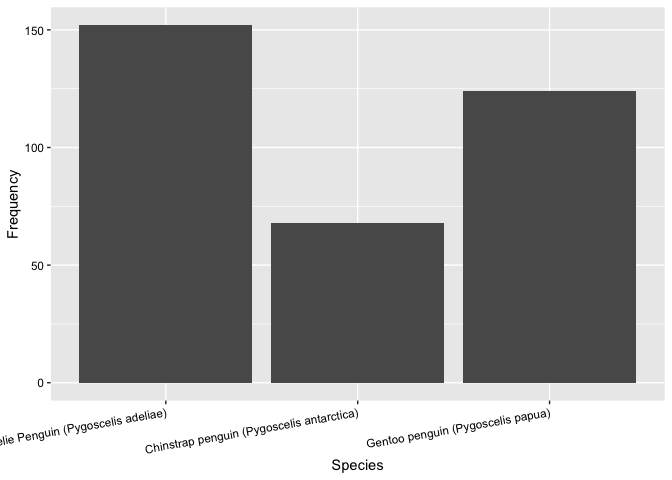 150
100
50
0
Frequency
elie Penguin (Pygoscelis adeliae)
Chinstrap penguin (Pygoscelis antarctica)
Gentoo penguin (Pygoscelis papua)
Species